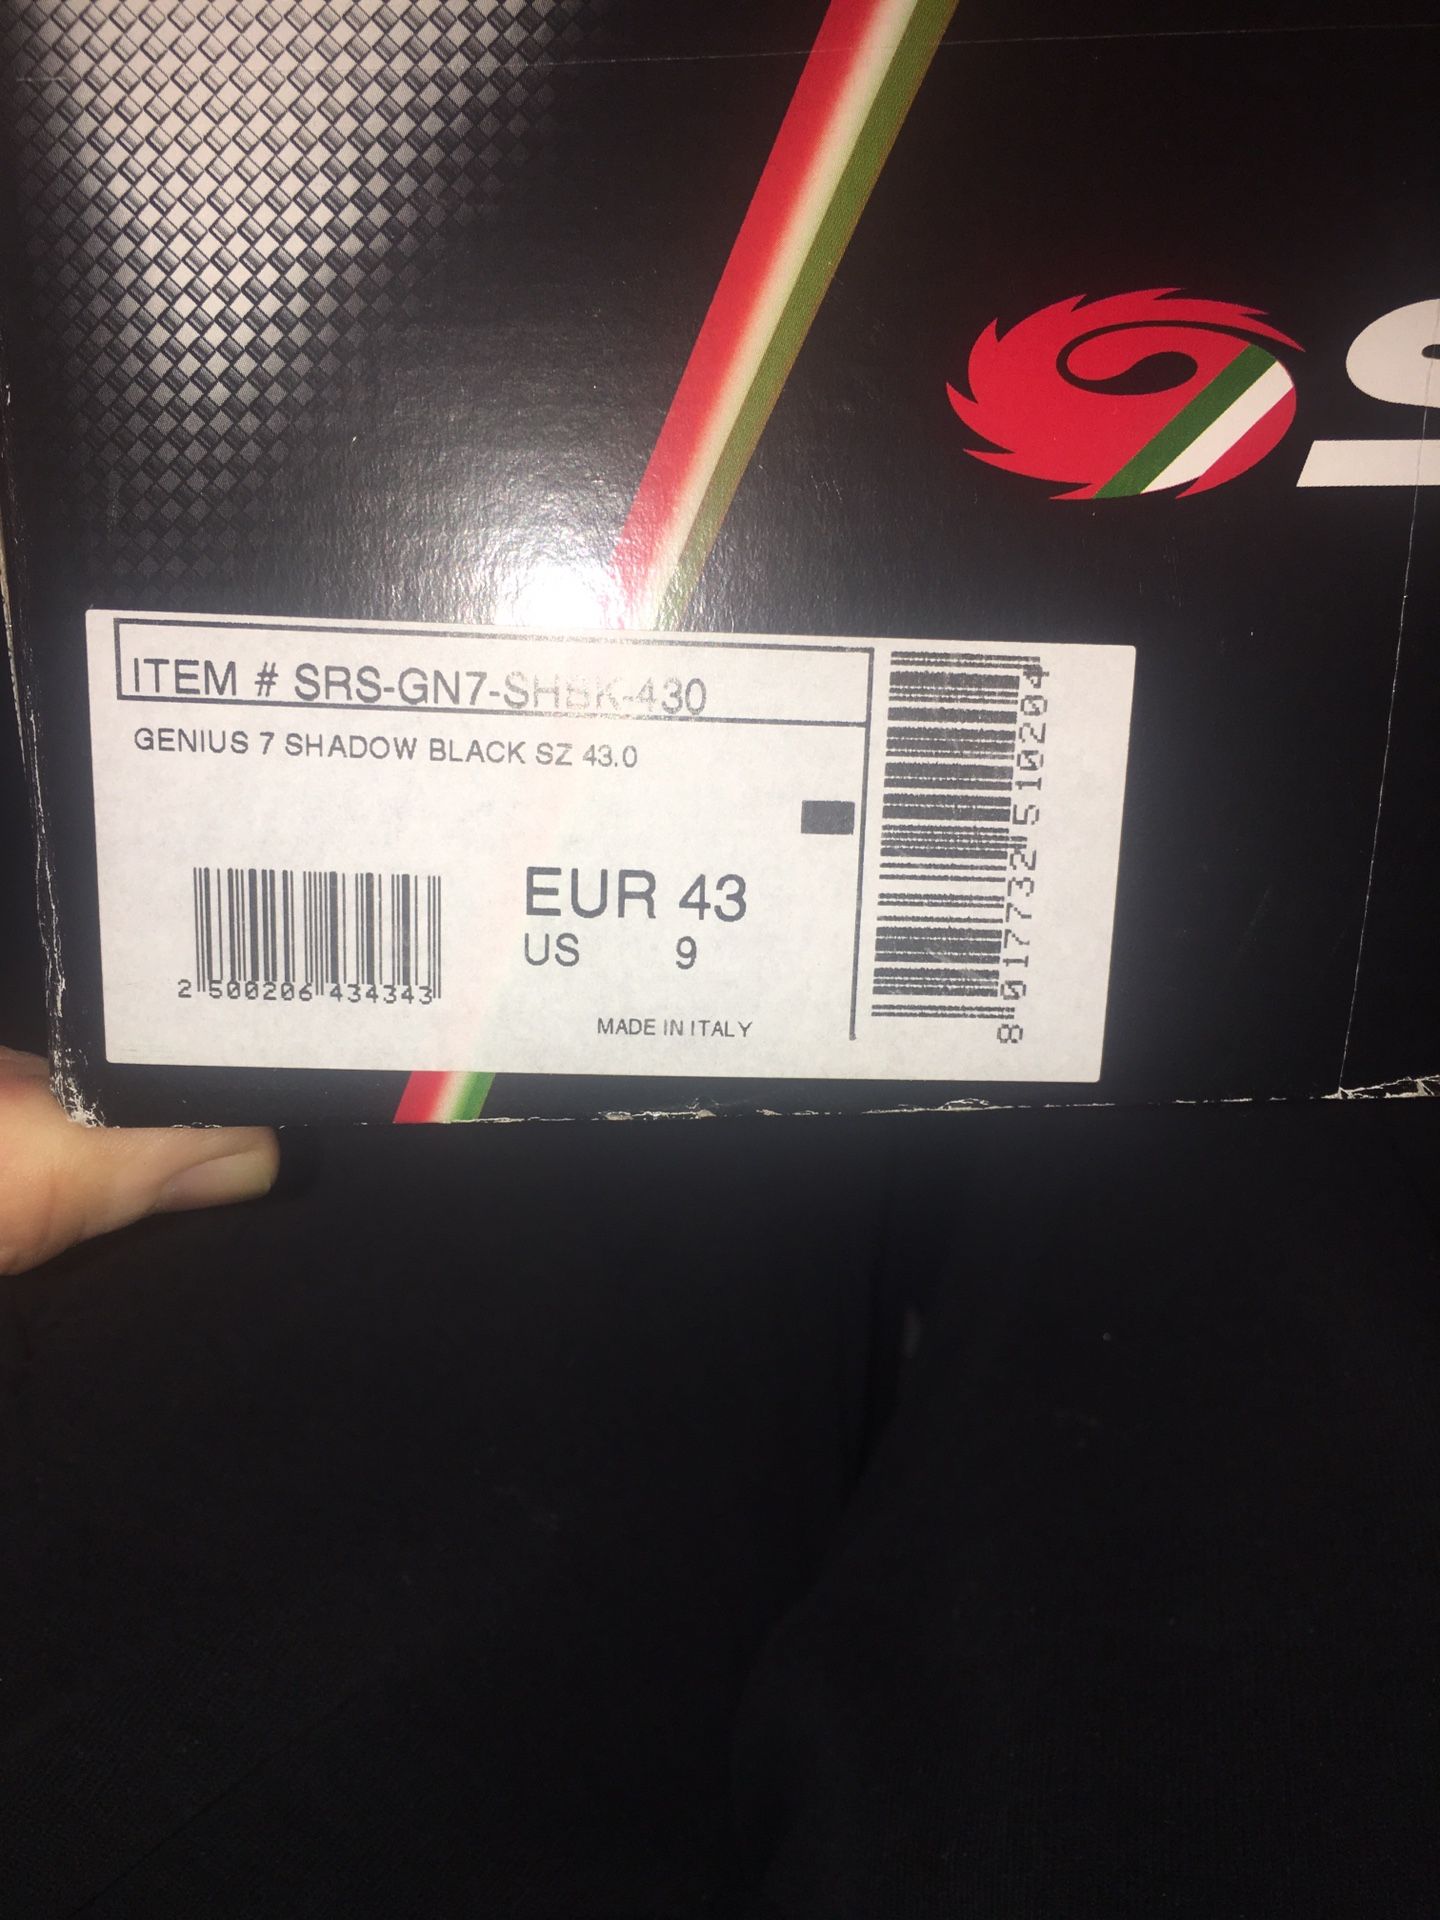 S
ITEM # SRS-GN7-SHBK-430
GENIUS 7 SHADOW BLACK SZ 43.0
EUR 43
US 9
2 500206 434343
MADE IN ITALY
8 017732 510204